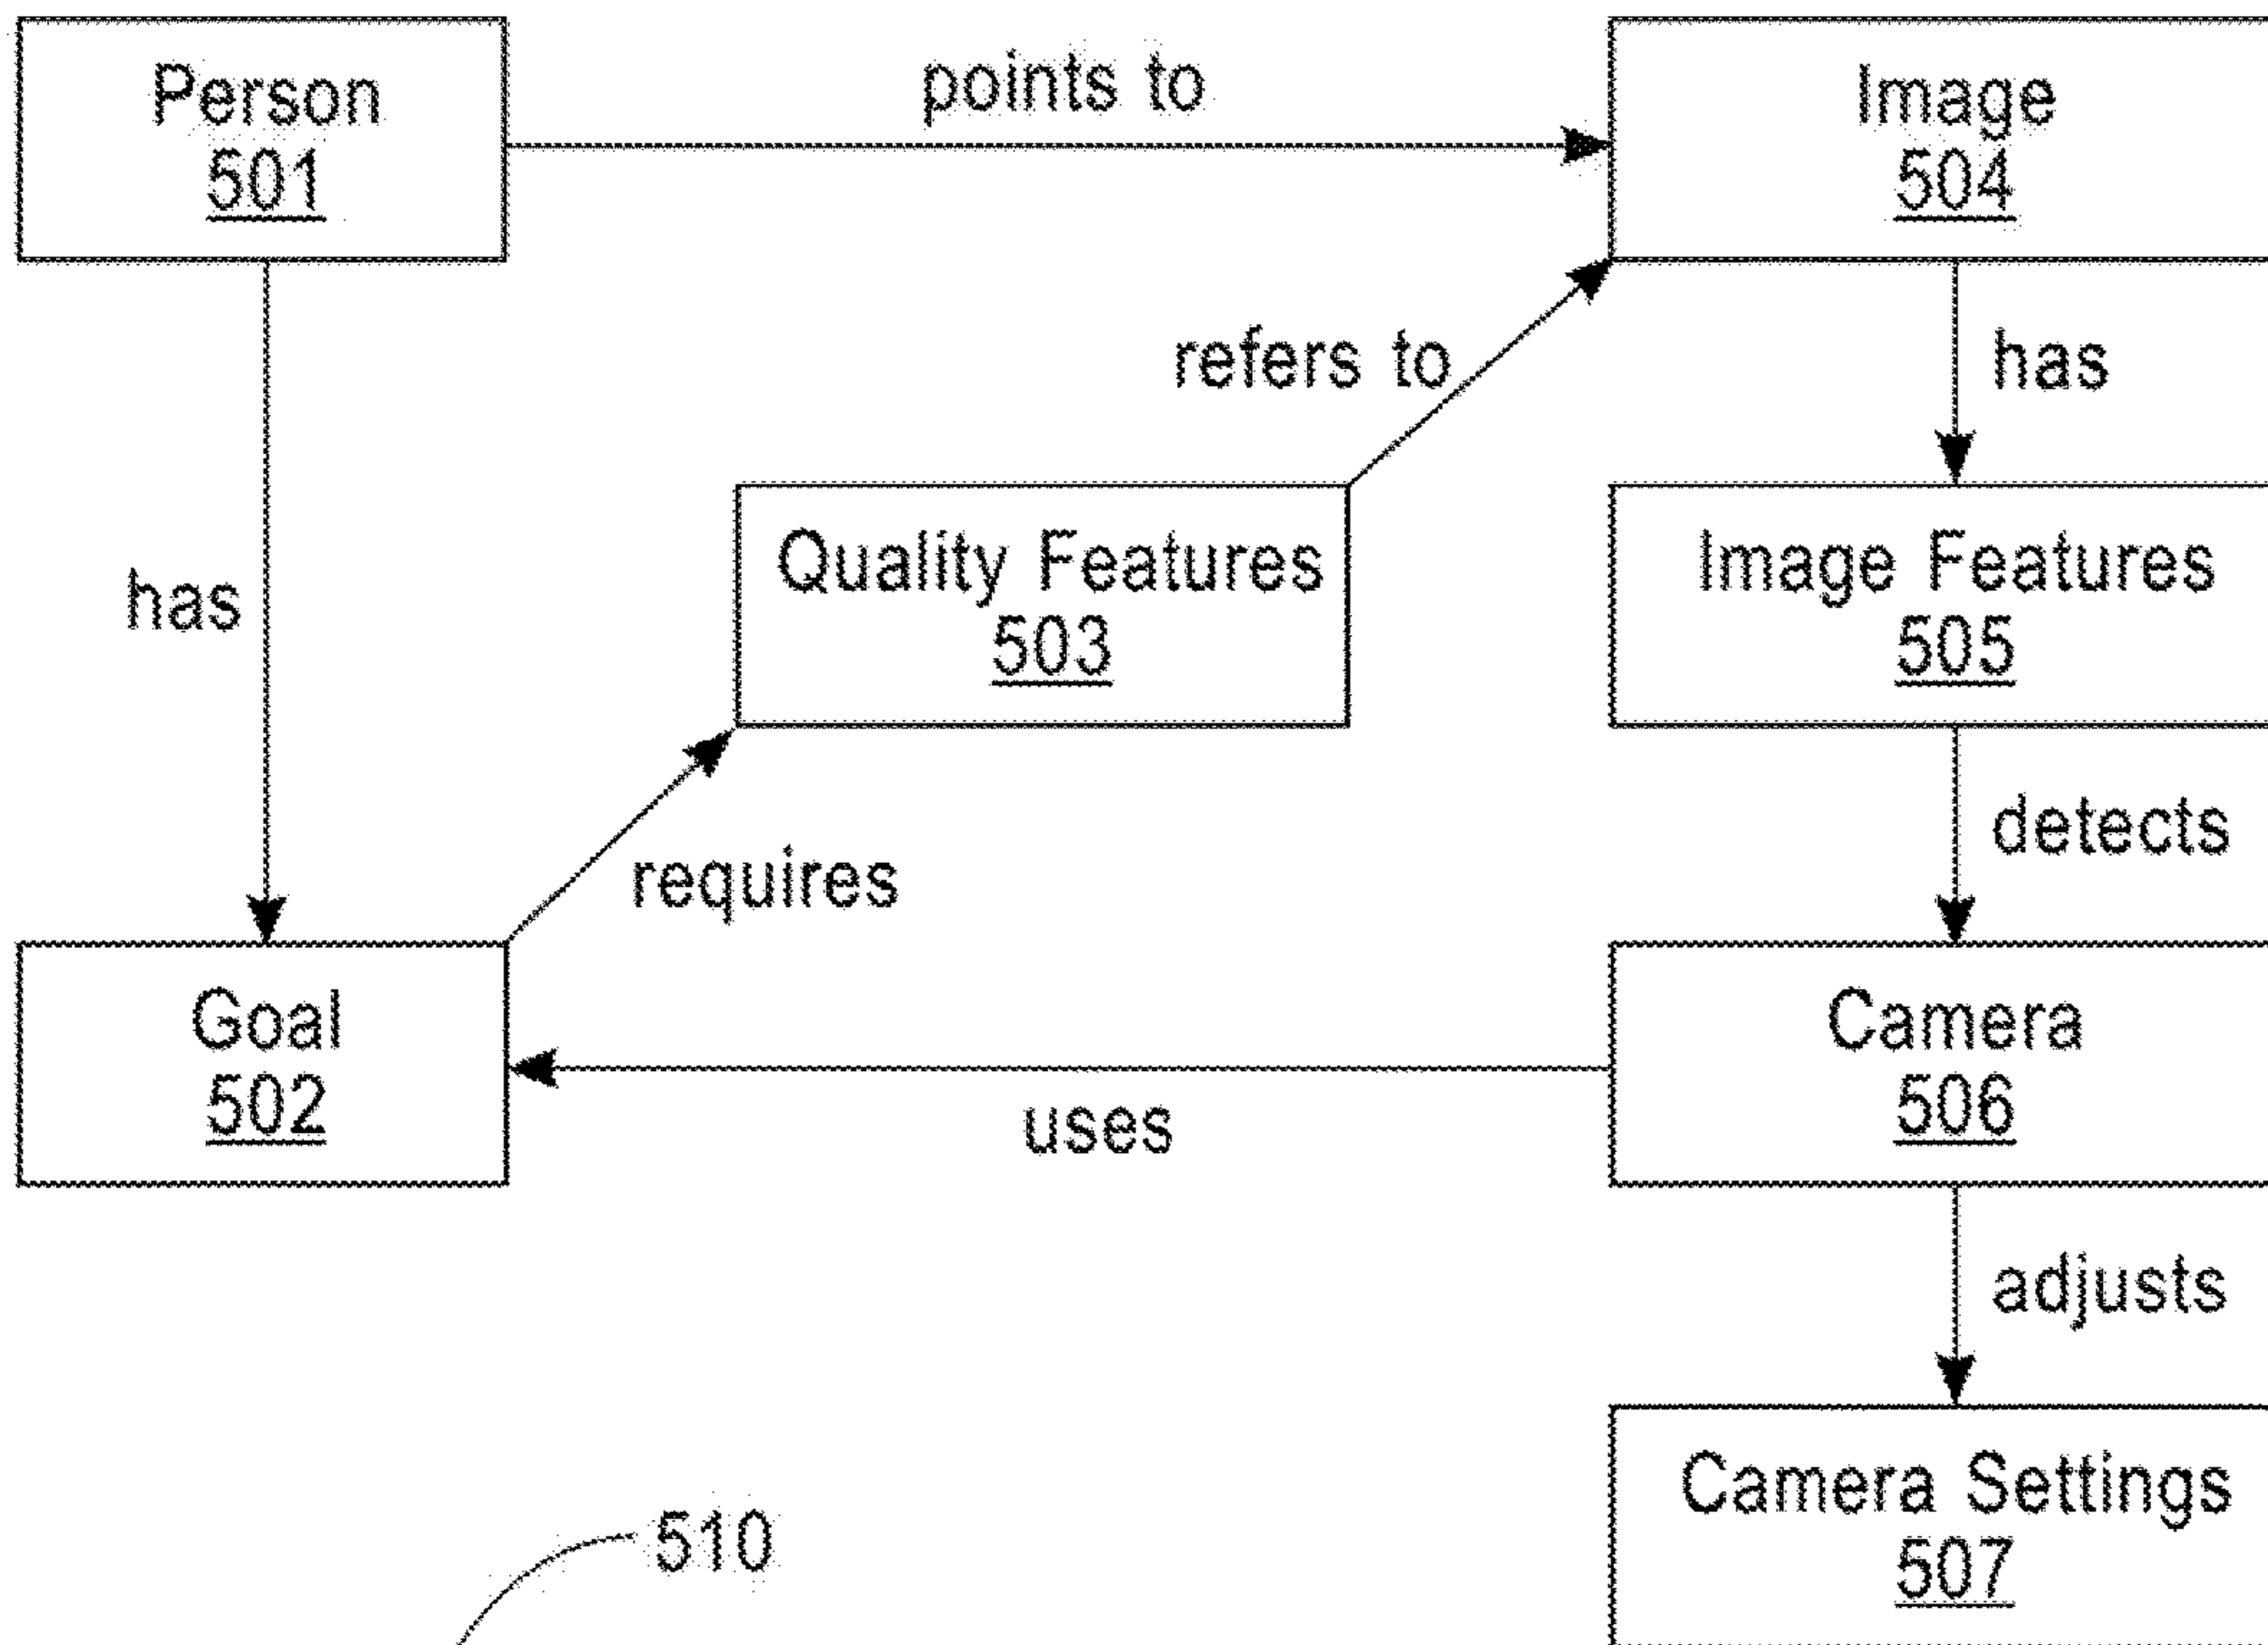 Person
501
points to
Image
504
refers to
has
has
Quality Features
503
Image Features
505
requires
detects
Goal
502
uses
Camera
506
adjusts
510
Camera Settings
507